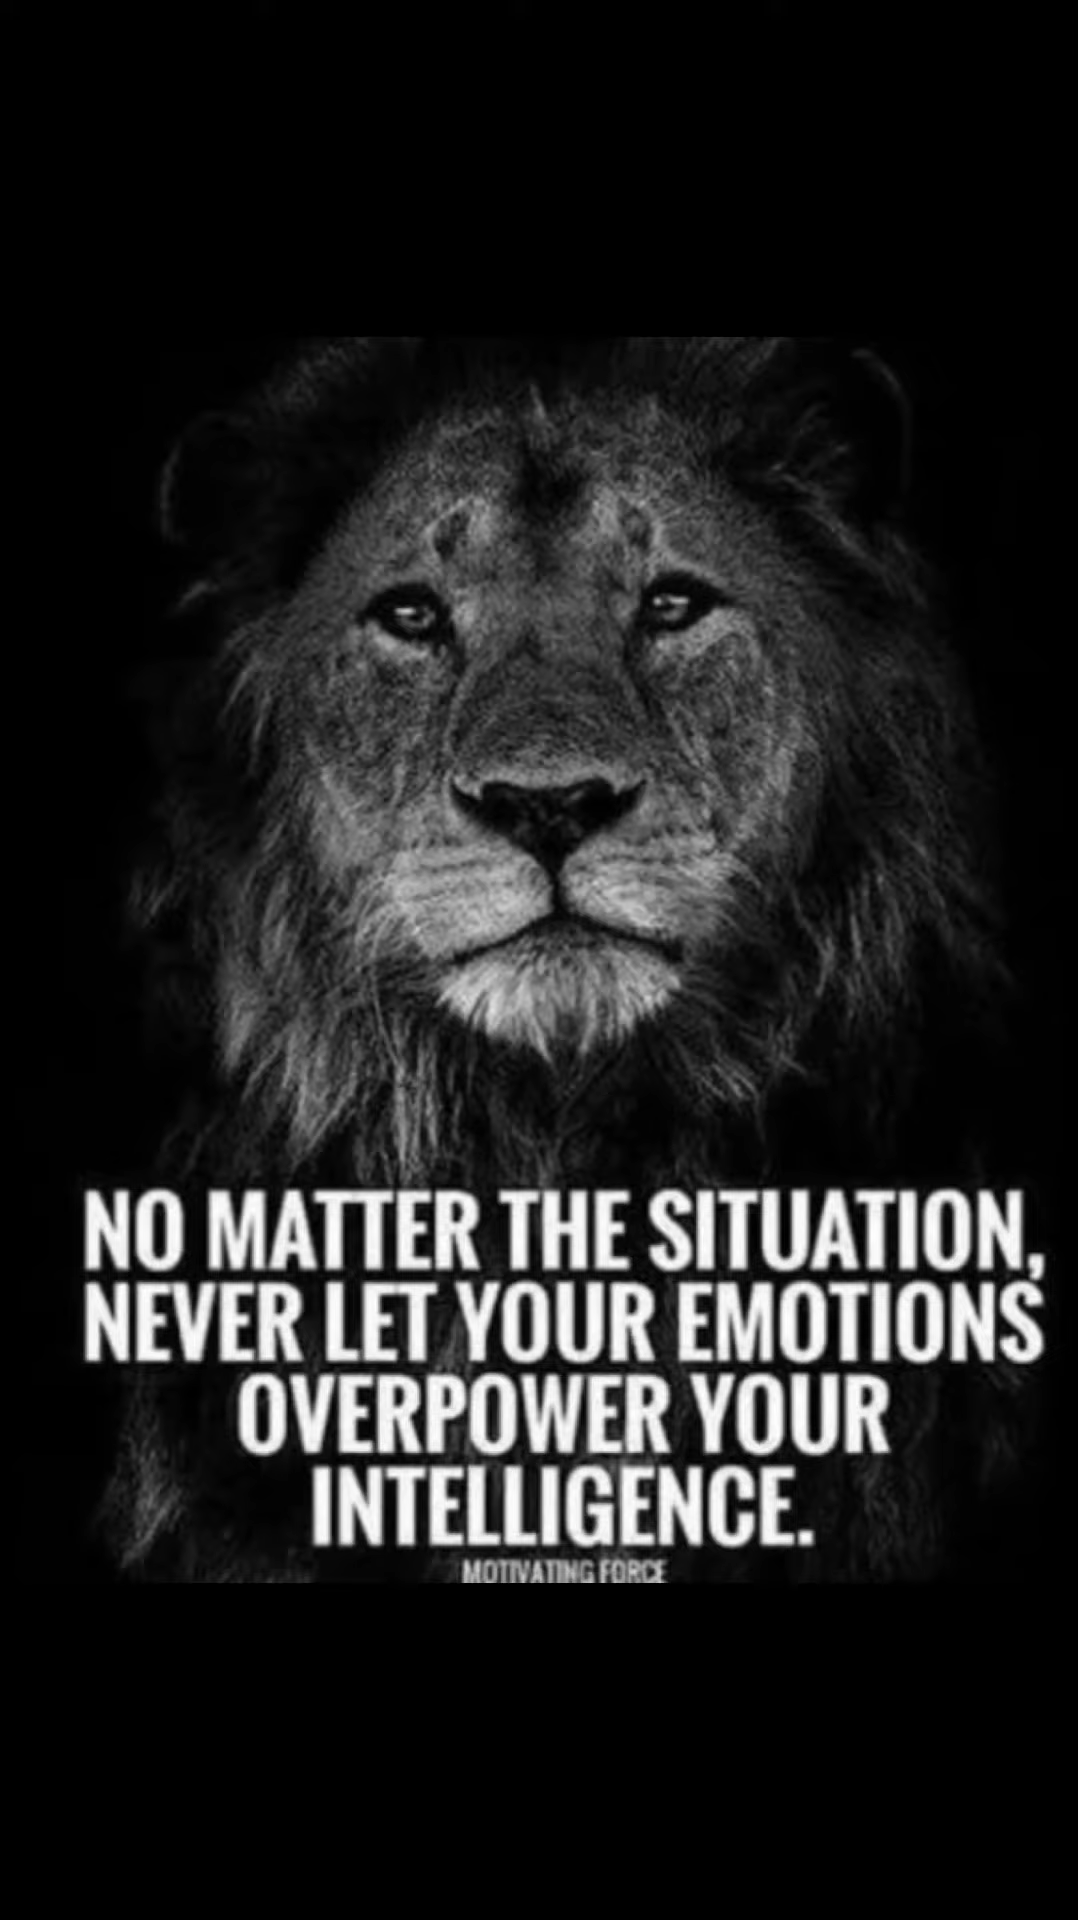 NO MATTER THE SITUATION,
NEVER LET YOUR EMOTIONS
OVERPOWER YOUR
INTELLIGENCE.
MOTIVATING FORCE